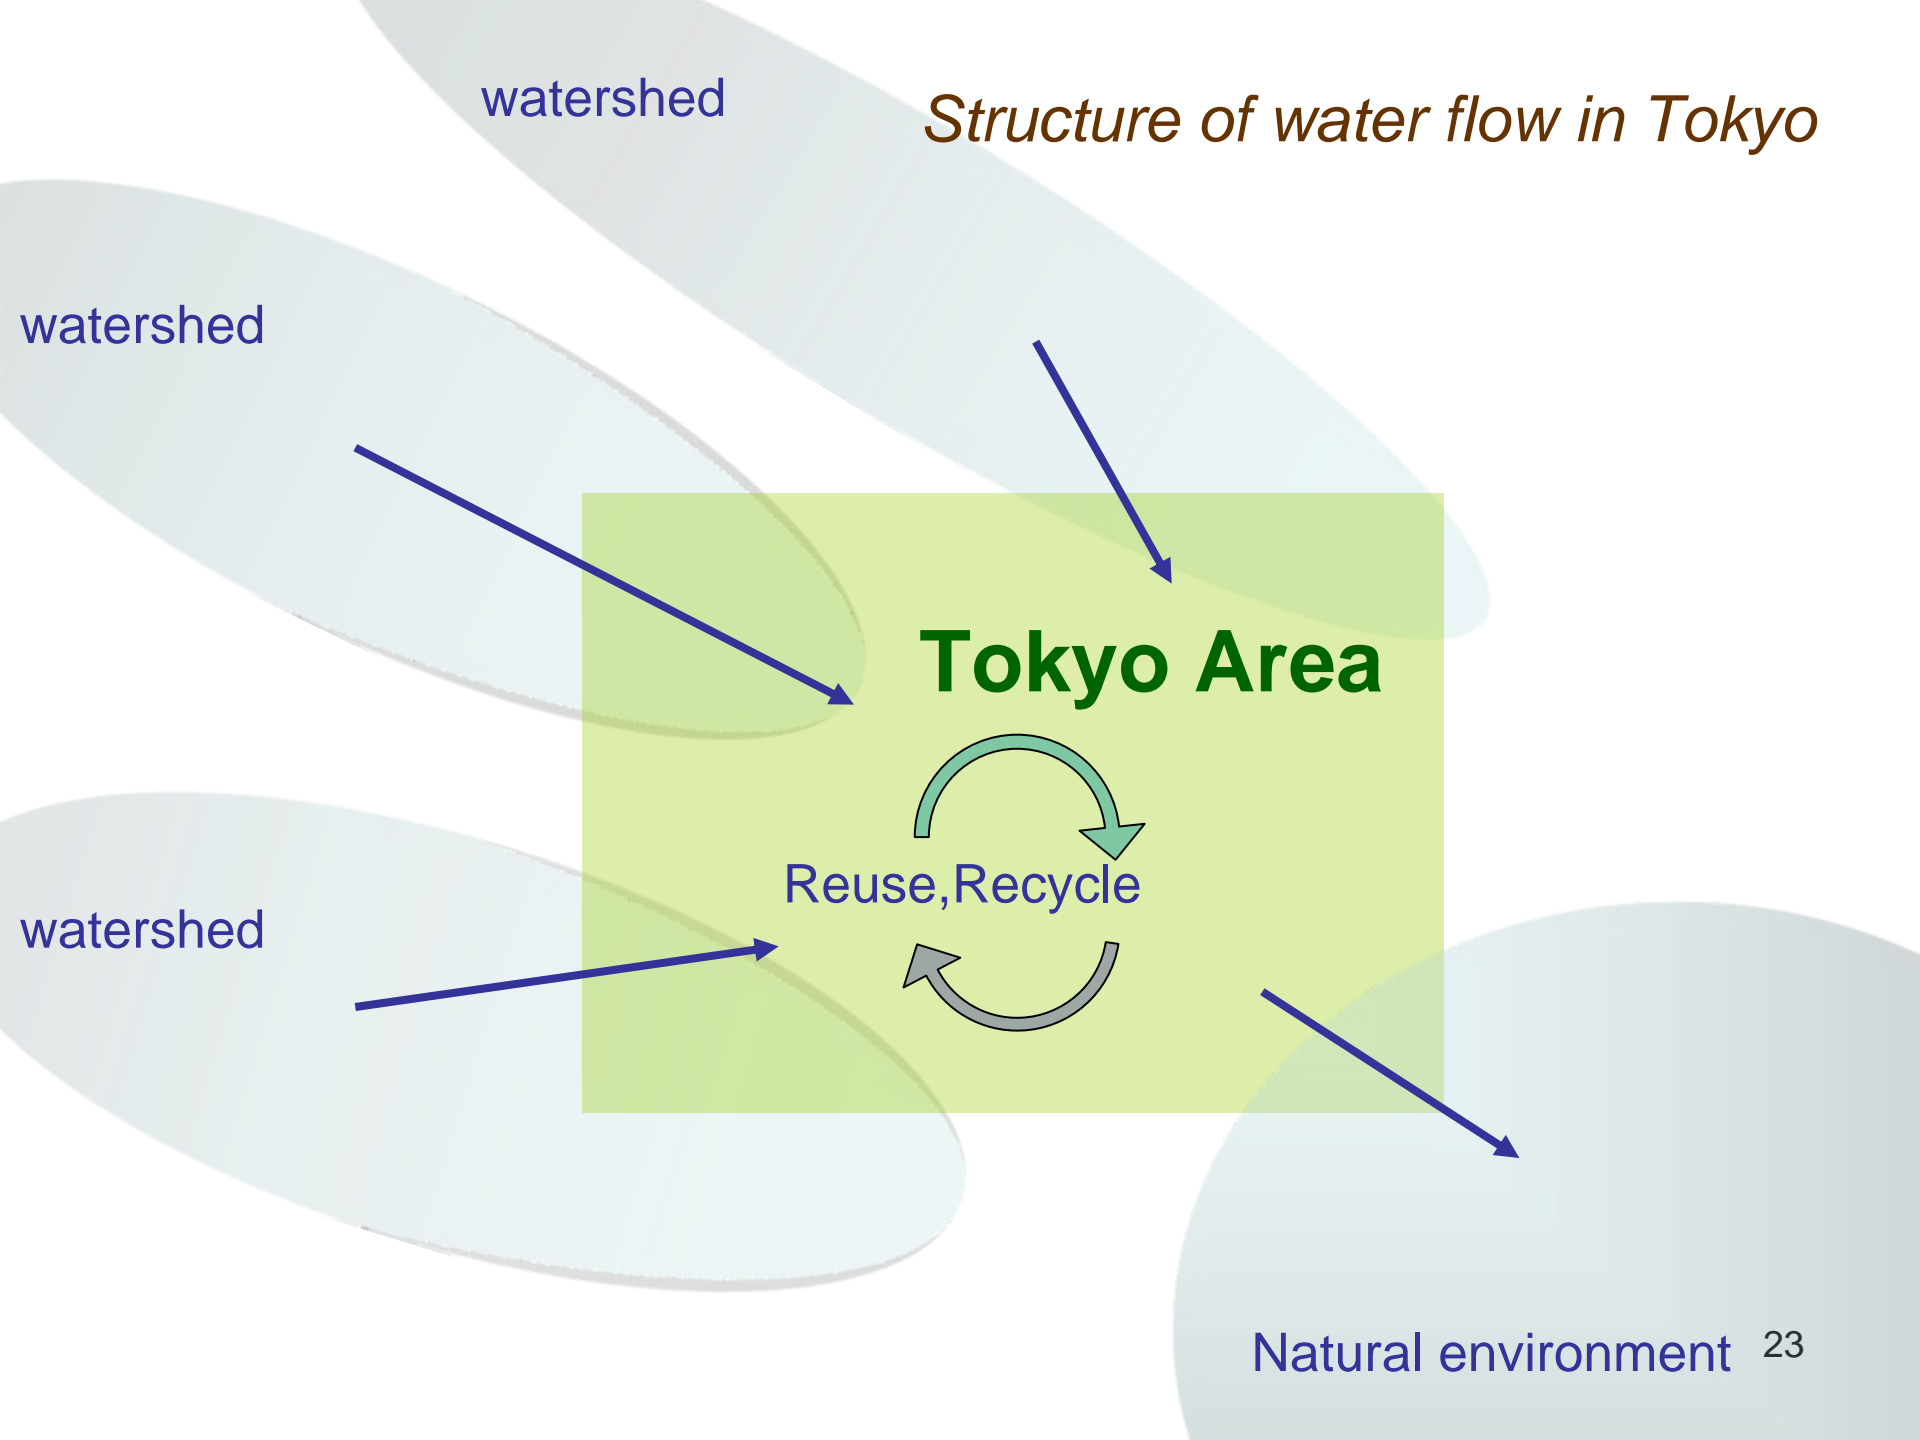 watershed
Structure of water flow in Tokyo
watershed
Tokyo Area
Reuse,Recycle
watershed
Natural environment
23